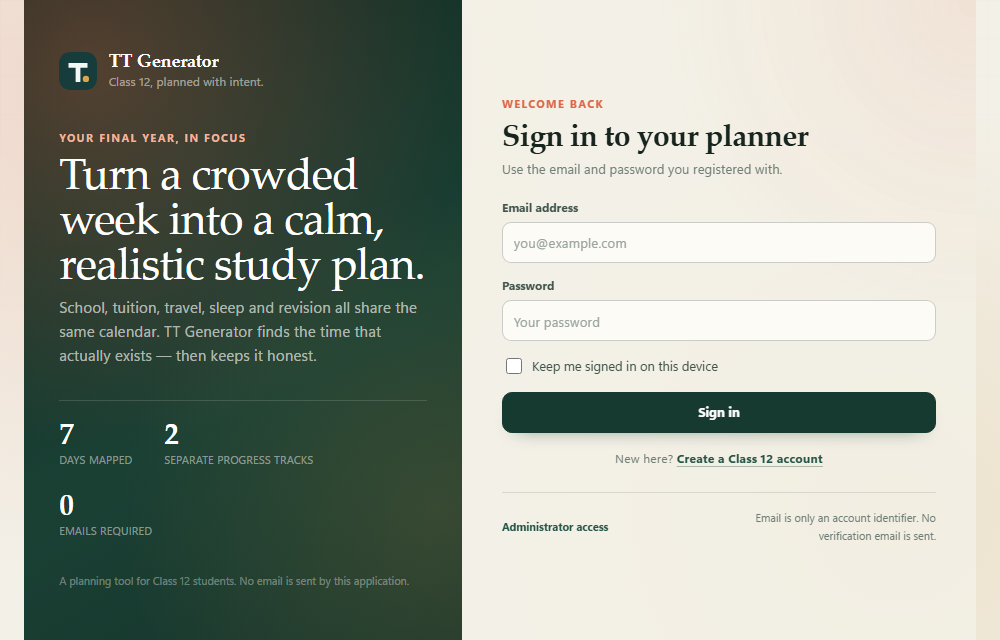 T.
TT Generator
Class 12, planned with intent.
YOUR FINAL YEAR, IN FOCUS
Turn a crowded
week into a calm,
realistic study plan.
School, tuition, travel, sleep and revision all share the
same calendar. TT Generator finds the time that
actually exists — then keeps it honest.
7
DAYS MAPPED
2
SEPARATE PROGRESS TRACKS
0
EMAILS REQUIRED
A planning tool for Class 12 students. No email is sent by this application.
WELCOME BACK
Sign in to your planner
Use the email and password you registered with.
Email address
you@example.com
Password
Your password
Keep me signed in on this device
Sign in
New here? Create a Class 12 account
Administrator access
Email is only an account identifier. No
verification email is sent.